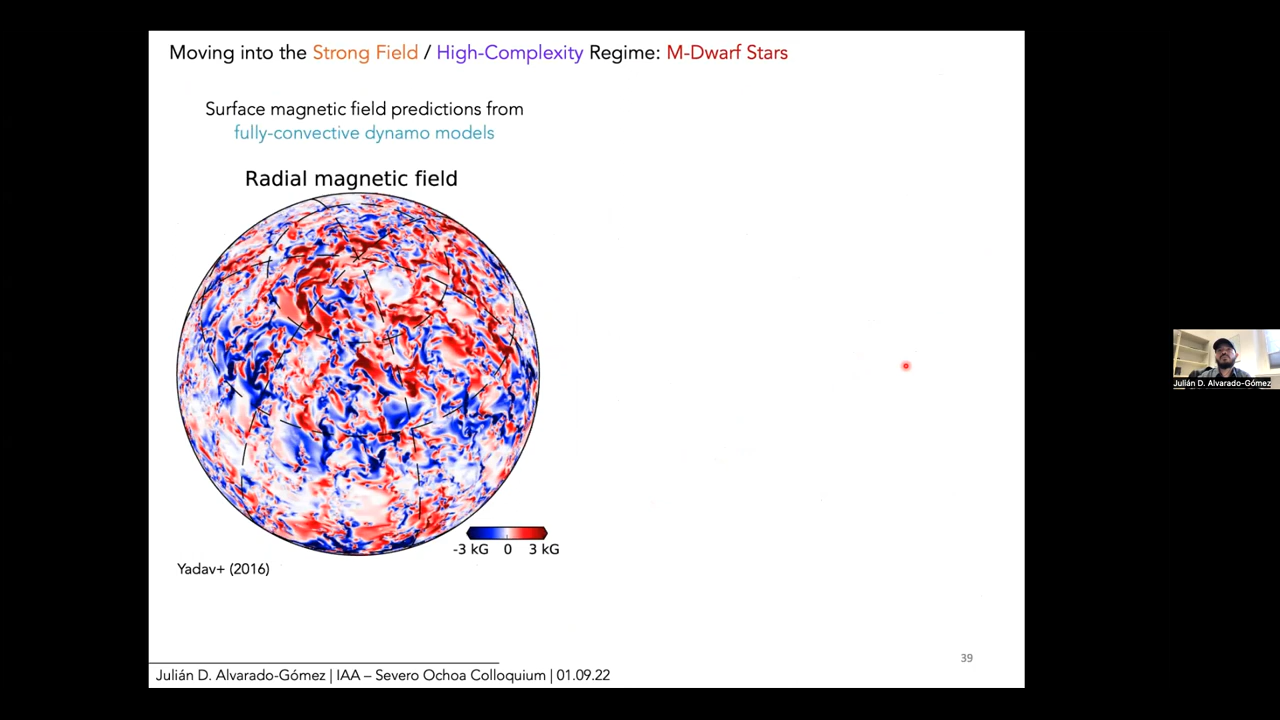 Moving into the Strong Field / High-Complexity Regime: M-Dwarf Stars
Surface magnetic field predictions from
fully-convective dynamo models
Radial magnetic field
-3 kG 0 3 kG
Yadav+ (2016)
39
Julián D. Alvarado-Gómez | IAA – Severo Ochoa Colloquium | 01.09.22
Julián D. Alvarado-Gómez